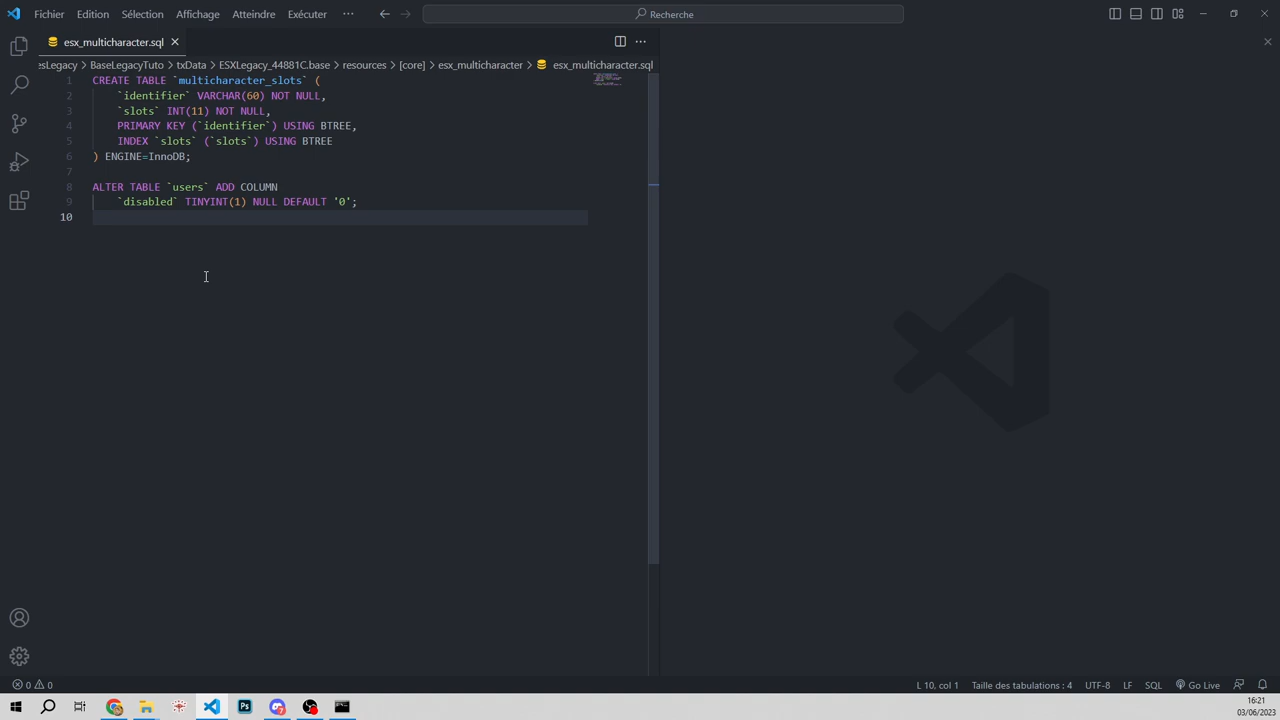 Fichier Edition Sélection Affichage Atteindre Exécuter ··· Recherche
esx_multicharacter.sql
esLegacy > BaseLegacyTuto > txData > ESXLegacy_44881C.base > resources > [core] > esx_multicharacter > esx_multicharacter.sql
1 CREATE TABLE `multicharacter_slots` (
2 `identifier` VARCHAR(60) NOT NULL,
3 `slots` INT(11) NOT NULL,
4 PRIMARY KEY (`identifier`) USING BTREE,
5 INDEX `slots` (`slots`) USING BTREE
6 ) ENGINE=InnoDB;
7
8 ALTER TABLE `users` ADD COLUMN
9 `disabled` TINYINT(1) NULL DEFAULT '0';
10
0 0 L 10, col 1 Taille des tabulations : 4 UTF-8 LF SQL Go Live
16:21
03/06/2023